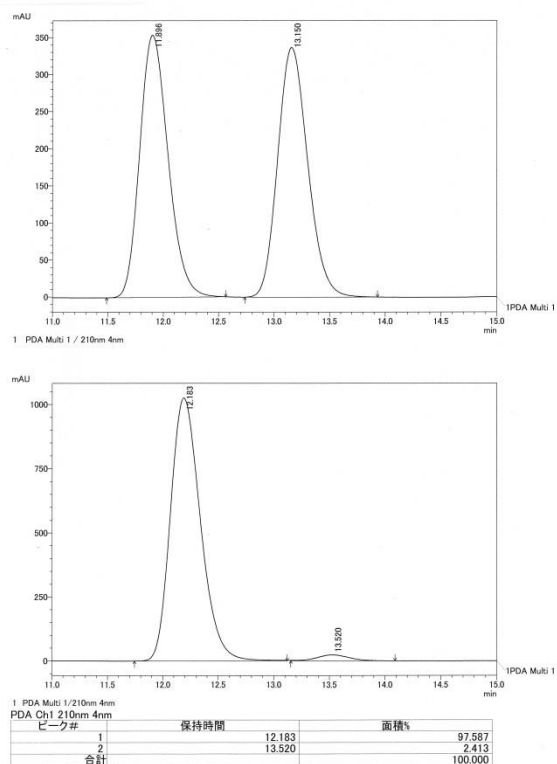 mAU
11.896
13.150
350
300
250
200
150
100
50
0
11.0 11.5 12.0 12.5 13.0 13.5 14.0 14.5 15.0
min
1PDA Multi 1
1 PDA Multi 1 / 210nm 4nm
mAU
12.183
13.520
1000
750
500
250
0
11.0 11.5 12.0 12.5 13.0 13.5 14.0 14.5 15.0
min
1PDA Multi 1
1 PDA Multi 1/210nm 4nm
PDA Ch1 210nm 4nm
ピーク# 保持時間 面積%
1 12.183 97.587
2 13.520 2.413
合計 100.000